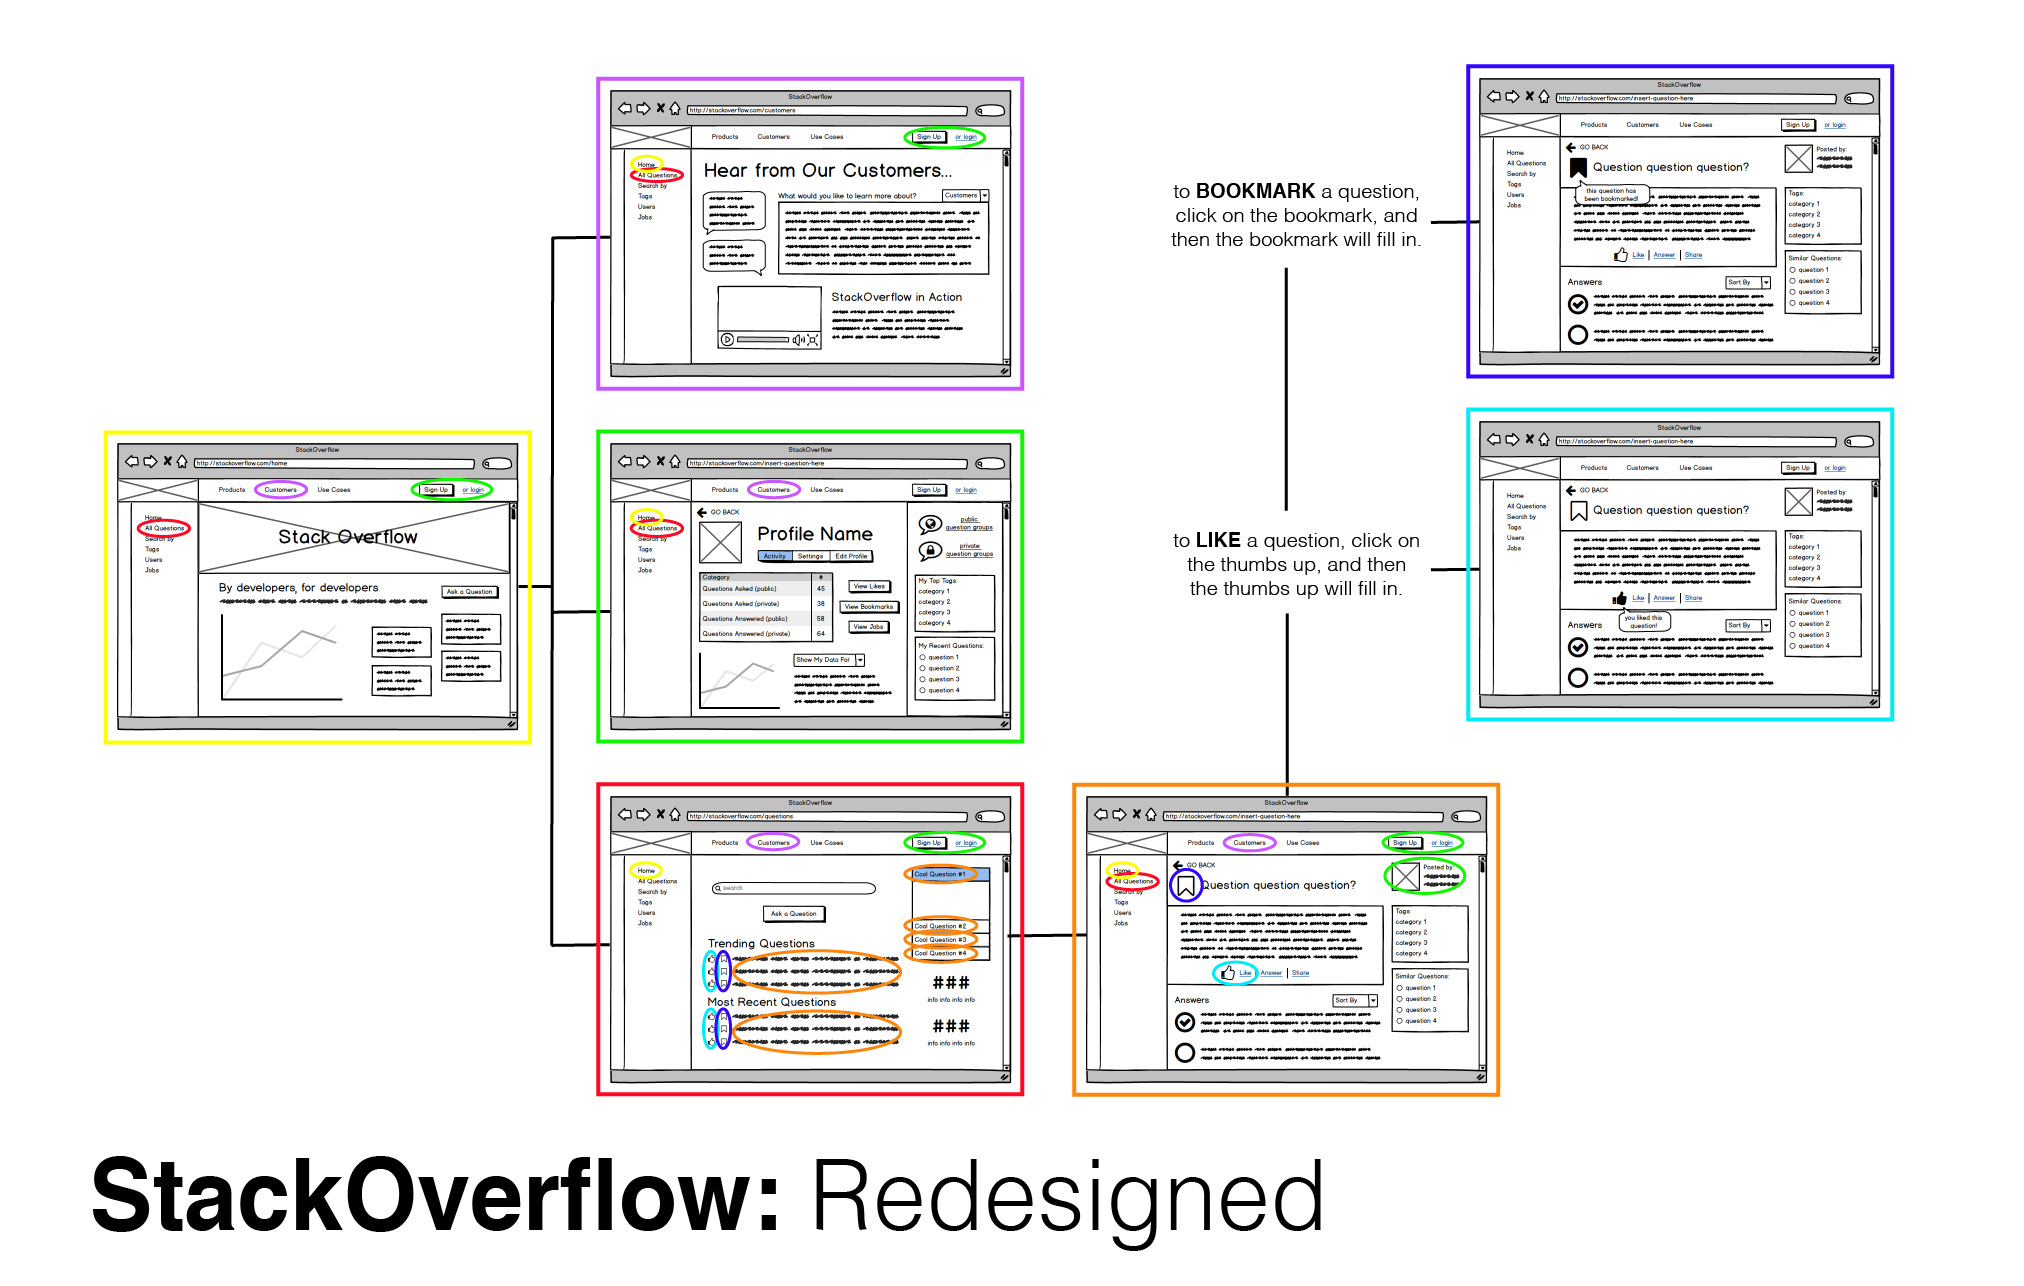 StackOverflow
http://stackoverflow.com/customers
Products Customers Use Cases Sign Up or login
Home
All Questions
Search by
Tags
Users
Jobs
Hear from Our Customers...
What would you like to learn more about? Customers
StackOverflow in Action
StackOverflow
http://stackoverflow.com/insert-question-here
Products Customers Use Cases Sign Up or login
Home
All Questions
Search by
Tags
Users
Jobs
GO BACK
Question question question?
this question has
been bookmarked!
Like Answer Share
Answers Sort By
Posted by:
Tags:
category 1
category 2
category 3
category 4
Similar Questions:
question 1
question 2
question 3
question 4
to BOOKMARK a question,
click on the bookmark, and
then the bookmark will fill in.
StackOverflow
http://stackoverflow.com/home
Products Customers Use Cases Sign Up or login
Home
All Questions
Search by
Tags
Users
Jobs
Stack Overflow
By developers, for developers
Ask a Question
StackOverflow
http://stackoverflow.com/insert-question-here
Products Customers Use Cases Sign Up or login
Home
All Questions
Search by
Tags
Users
Jobs
GO BACK
Profile Name
Activity Settings Edit Profile
Category #
Questions Asked (public) 45
Questions Asked (private) 38
Questions Answered (public) 58
Questions Answered (private) 64
View Likes
View Bookmarks
View Jobs
Show My Data For
public
question groups
private
question groups
My Top Tags:
category 1
category 2
category 3
category 4
My Recent Questions:
question 1
question 2
question 3
question 4
to LIKE a question, click on
the thumbs up, and then
the thumbs up will fill in.
StackOverflow
http://stackoverflow.com/insert-question-here
Products Customers Use Cases Sign Up or login
Home
All Questions
Search by
Tags
Users
Jobs
GO BACK
Question question question?
Like Answer Share
you liked this
question!
Answers Sort By
Posted by:
Tags:
category 1
category 2
category 3
category 4
Similar Questions:
question 1
question 2
question 3
question 4
StackOverflow
http://stackoverflow.com/questions
Products Customers Use Cases Sign Up or login
Home
All Questions
Search by
Tags
Users
Jobs
search
Ask a Question
Trending Questions
Most Recent Questions
Cool Question #1
Cool Question #2
Cool Question #3
Cool Question #4
###
info info info info
###
info info info info
StackOverflow
http://stackoverflow.com/insert-question-here
Products Customers Use Cases Sign Up or login
Home
All Questions
Search by
Tags
Users
Jobs
GO BACK
Question question question?
Like Answer Share
Answers Sort By
Posted by:
Tags:
category 1
category 2
category 3
category 4
Similar Questions:
question 1
question 2
question 3
question 4
StackOverflow: Redesigned